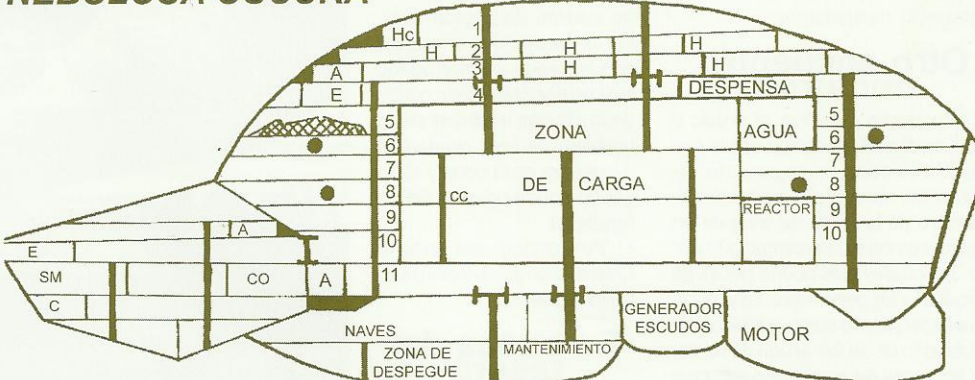 NEBULOSA OSCURA
Hc 1
H 2 H H
A 3 H H
E 4 DESPENSA
5 ZONA AGUA 5
6 6
7 7
8 CC DE CARGA 8
9 REACTOR 9
A
10 10
E
SM CO A 11
C
NAVES GENERADOR
ESCUDOS MOTOR
ZONA DE
DESPEGUE MANTENIMIENTO